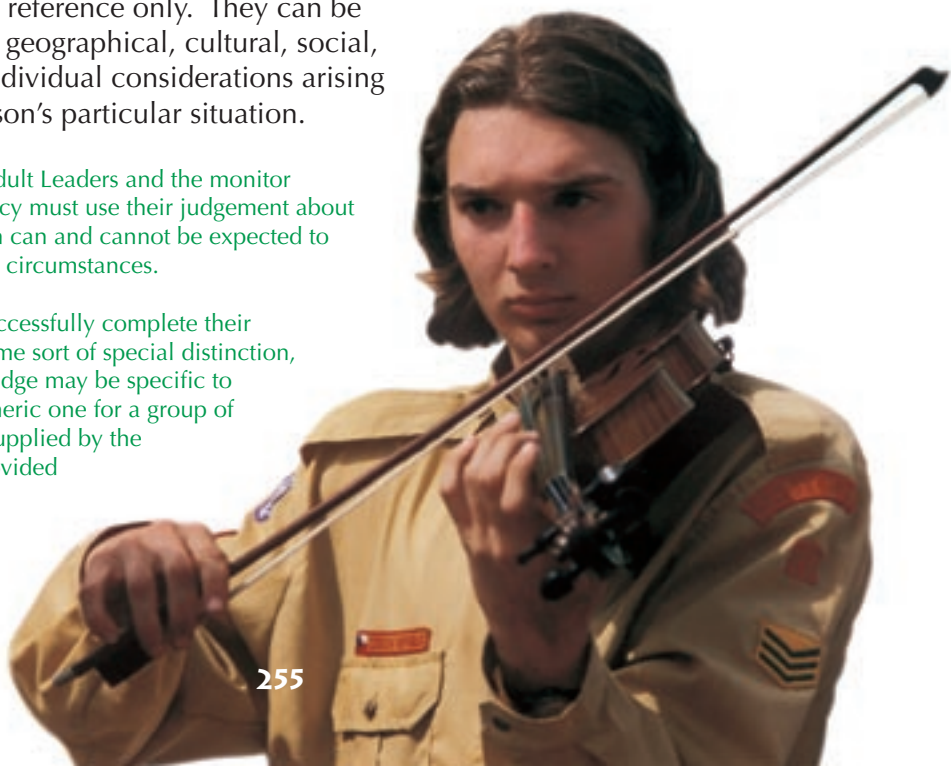 reference only. They can be
geographical, cultural, social,
dividual considerations arising
son's particular situation.
dult Leaders and the monitor
cy must use their judgement about
can and cannot be expected to
circumstances.
ccessfully complete their
me sort of special distinction,
dge may be specific to
neric one for a group of
upplied by the
vided
255